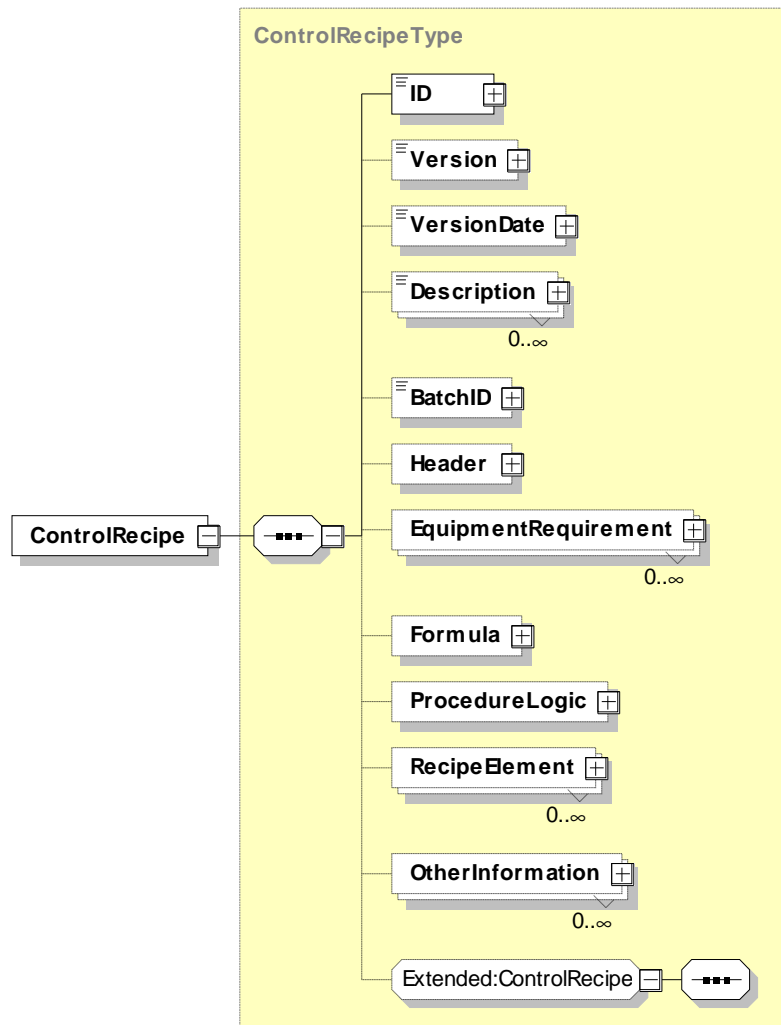 ControlRecipeType
ID
Version
VersionDate
Description
0..∞
BatchID
Header
ControlRecipe
EquipmentRequirement
0..∞
Formula
ProcedureLogic
RecipeElement
0..∞
OtherInformation
0..∞
Extended:ControlRecipe